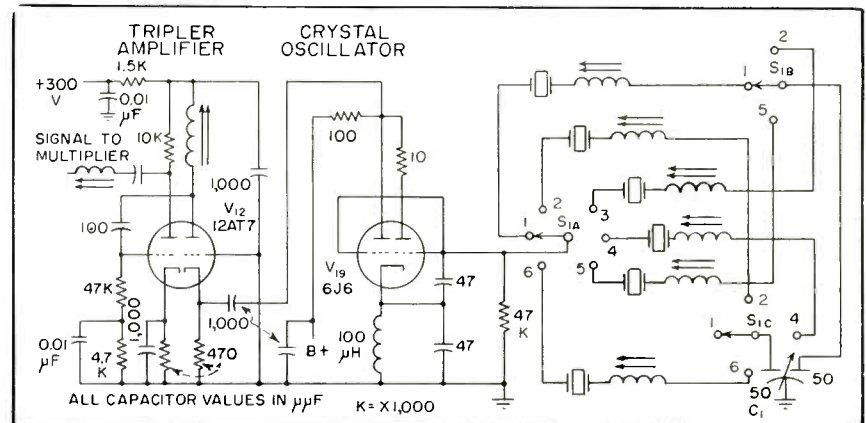 TRIPLER
AMPLIFIER
CRYSTAL
OSCILLATOR
1.5K
+300
V
0.01
µF
10K
SIGNAL TO
MULTIPLIER
100
1,000
V12
12AT7
47K
1,000
0.01
µF
4.7
K
470
1,000
B+
100
10
V19
6J6
100
µH
47
47
47
K
1
2
S1A
3
4
5
6
2
1
S1B
5
2
1
S1C
4
6
50
50
C1
ALL CAPACITOR VALUES IN µµF
K= X1,000